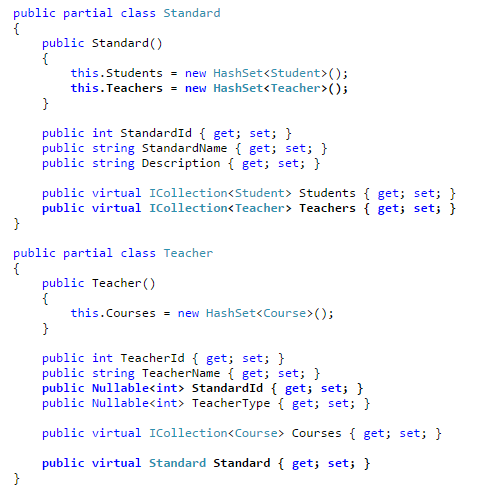 public partial class Standard
{
    public Standard()
    {
        this.Students = new HashSet<Student>();
        this.Teachers = new HashSet<Teacher>();
    }

    public int StandardId { get; set; }
    public string StandardName { get; set; }
    public string Description { get; set; }

    public virtual ICollection<Student> Students { get; set; }
    public virtual ICollection<Teacher> Teachers { get; set; }
}

public partial class Teacher
{
    public Teacher()
    {
        this.Courses = new HashSet<Course>();
    }

    public int TeacherId { get; set; }
    public string TeacherName { get; set; }
    public Nullable<int> StandardId { get; set; }
    public Nullable<int> TeacherType { get; set; }

    public virtual ICollection<Course> Courses { get; set; }

    public virtual Standard Standard { get; set; }
}